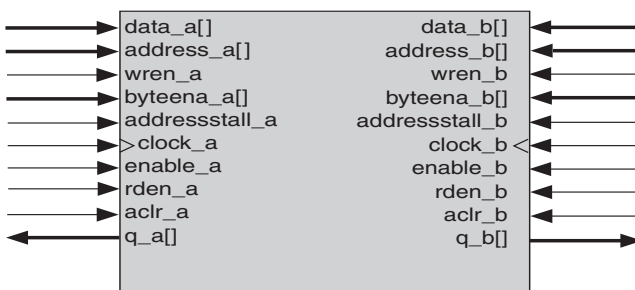 data_a[] data_b[]
address_a[] address_b[]
wren_a wren_b
byteena_a[] byteena_b[]
addressstall_a addressstall_b
clock_a clock_b
enable_a enable_b
rden_a rden_b
aclr_a aclr_b
q_a[] q_b[]